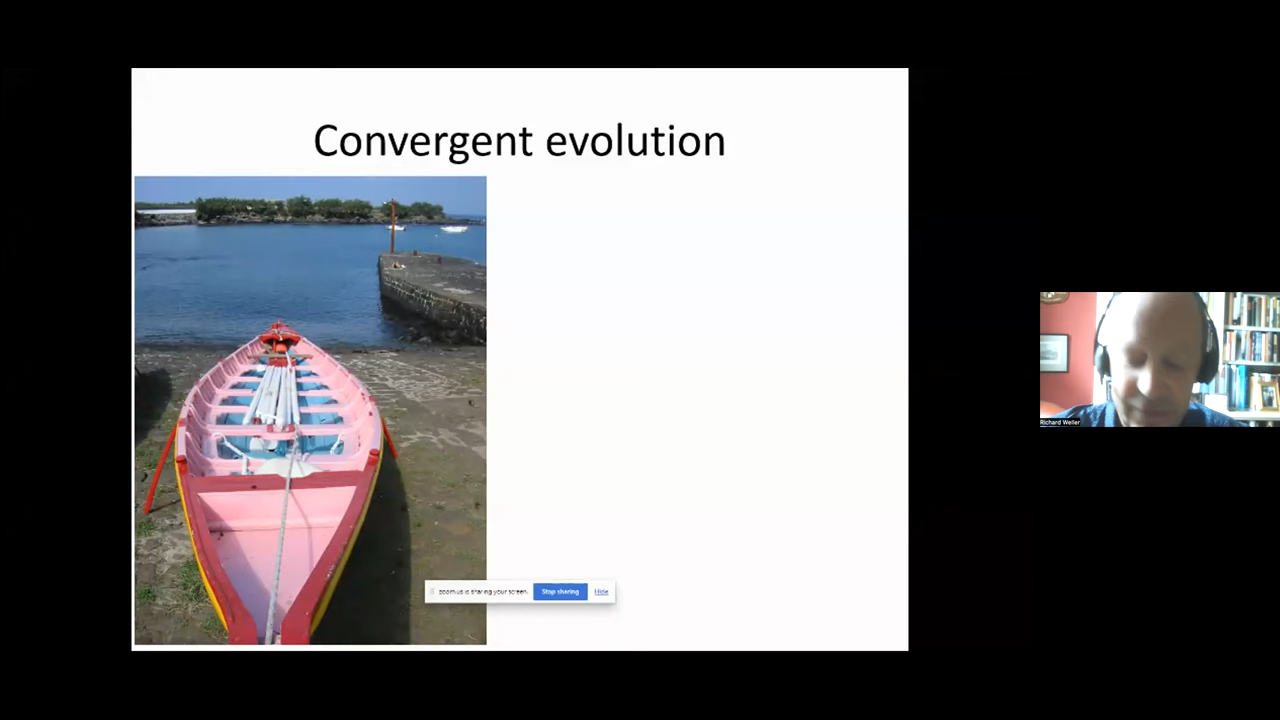 Convergent evolution
zoom.us is sharing your screen.
Stop sharing
Hide
Richard Weller